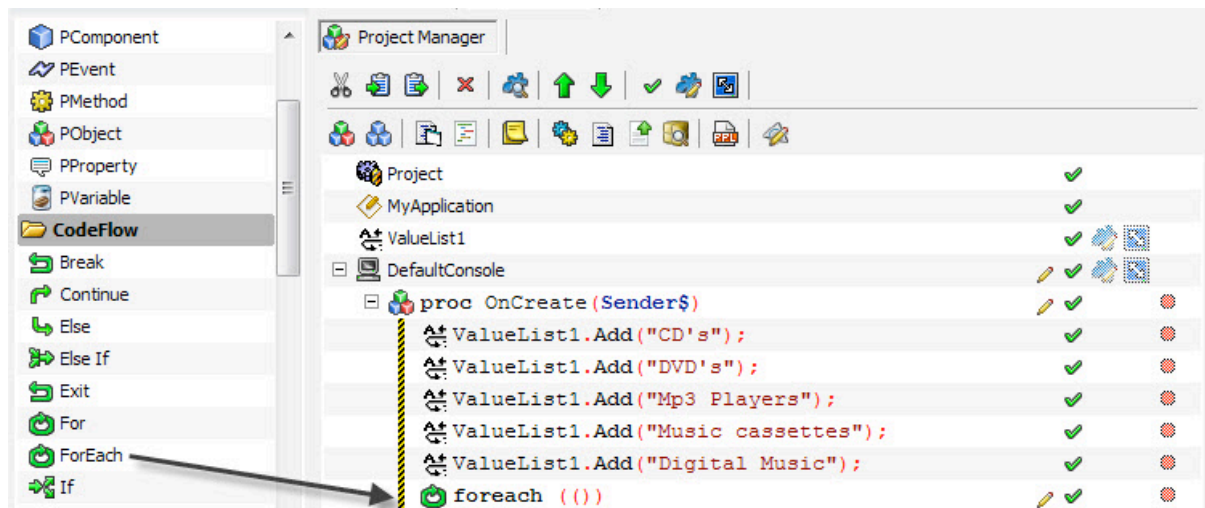 PComponent
PEvent
PMethod
PObject
PProperty
PVariable
CodeFlow
Break
Continue
Else
Else If
Exit
For
ForEach
If
Project Manager
PPL
Project
MyApplication
ValueList1
DefaultConsole
proc OnCreate(Sender$)
ValueList1.Add("CD's");
ValueList1.Add("DVD's");
ValueList1.Add("Mp3 Players");
ValueList1.Add("Music cassettes");
ValueList1.Add("Digital Music");
foreach (())